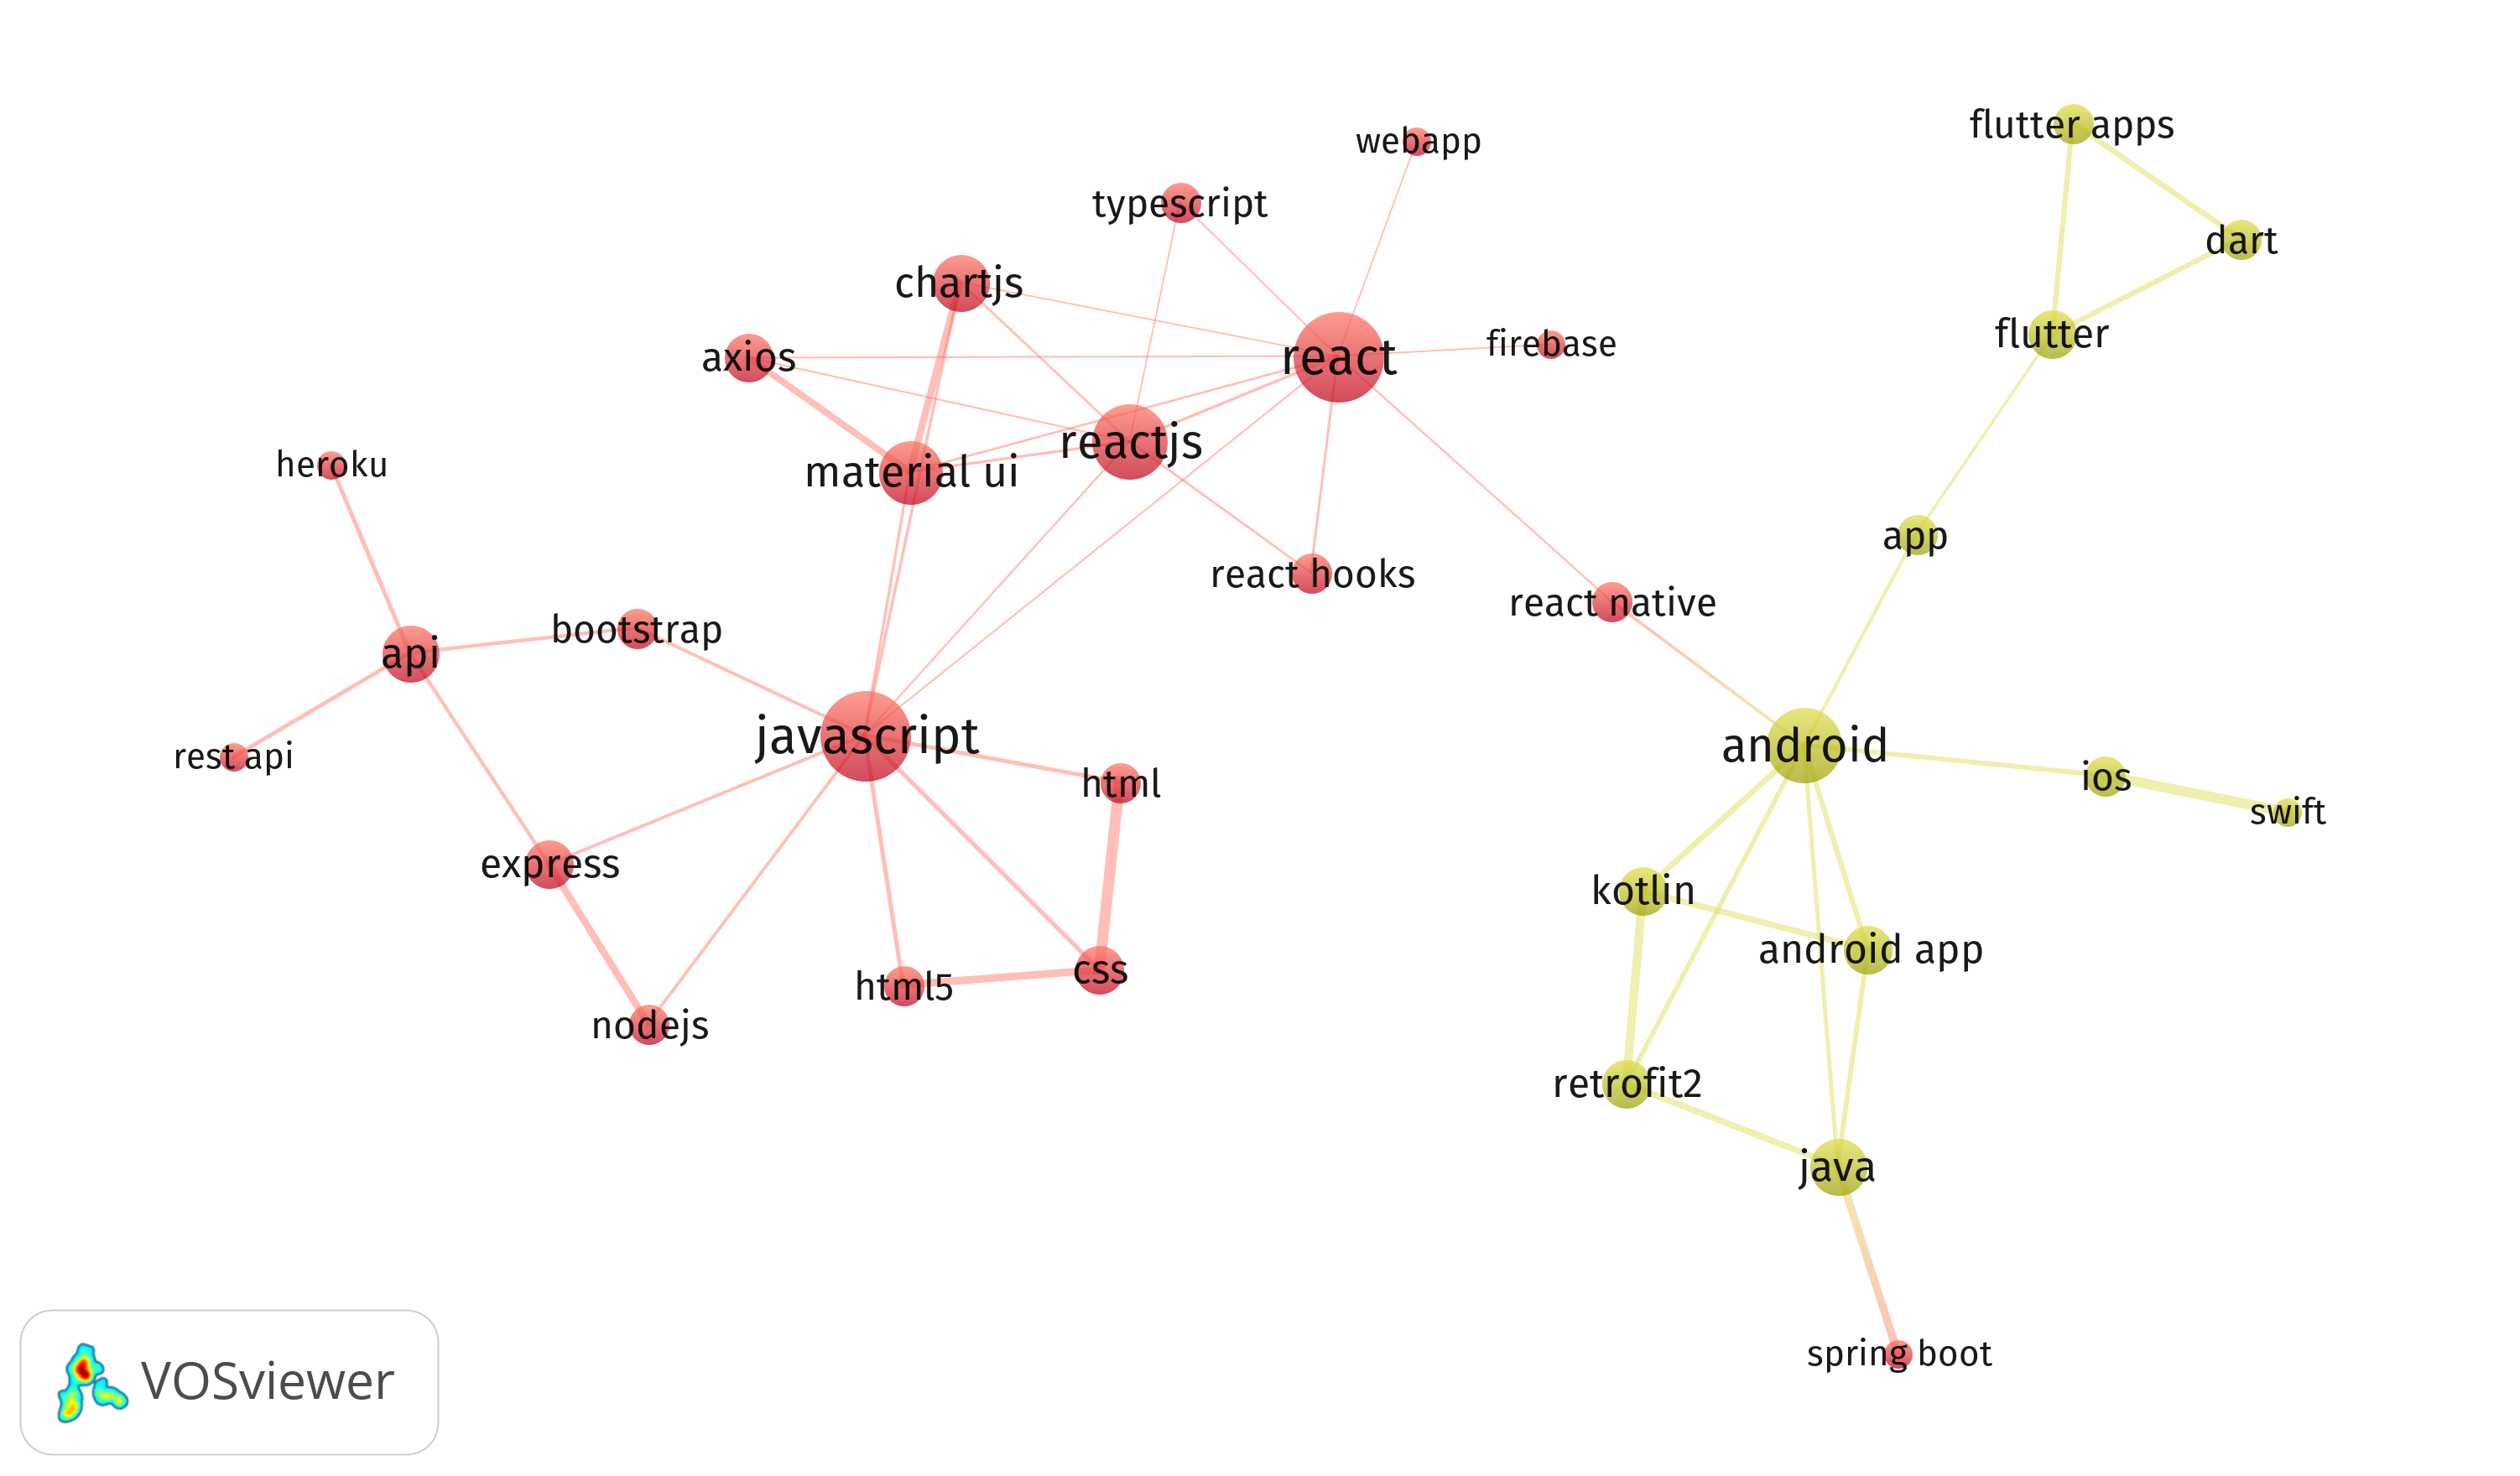 flutter apps
webapp
typescript
dart
chartjs
flutter
firebase
axios
react
reactjs
heroku
material ui
app
react hooks
react native
bootstrap
api
javascript
android
rest api
html
ios
swift
express
kotlin
android app
css
html5
nodejs
retrofit2
java
spring boot
VOSviewer